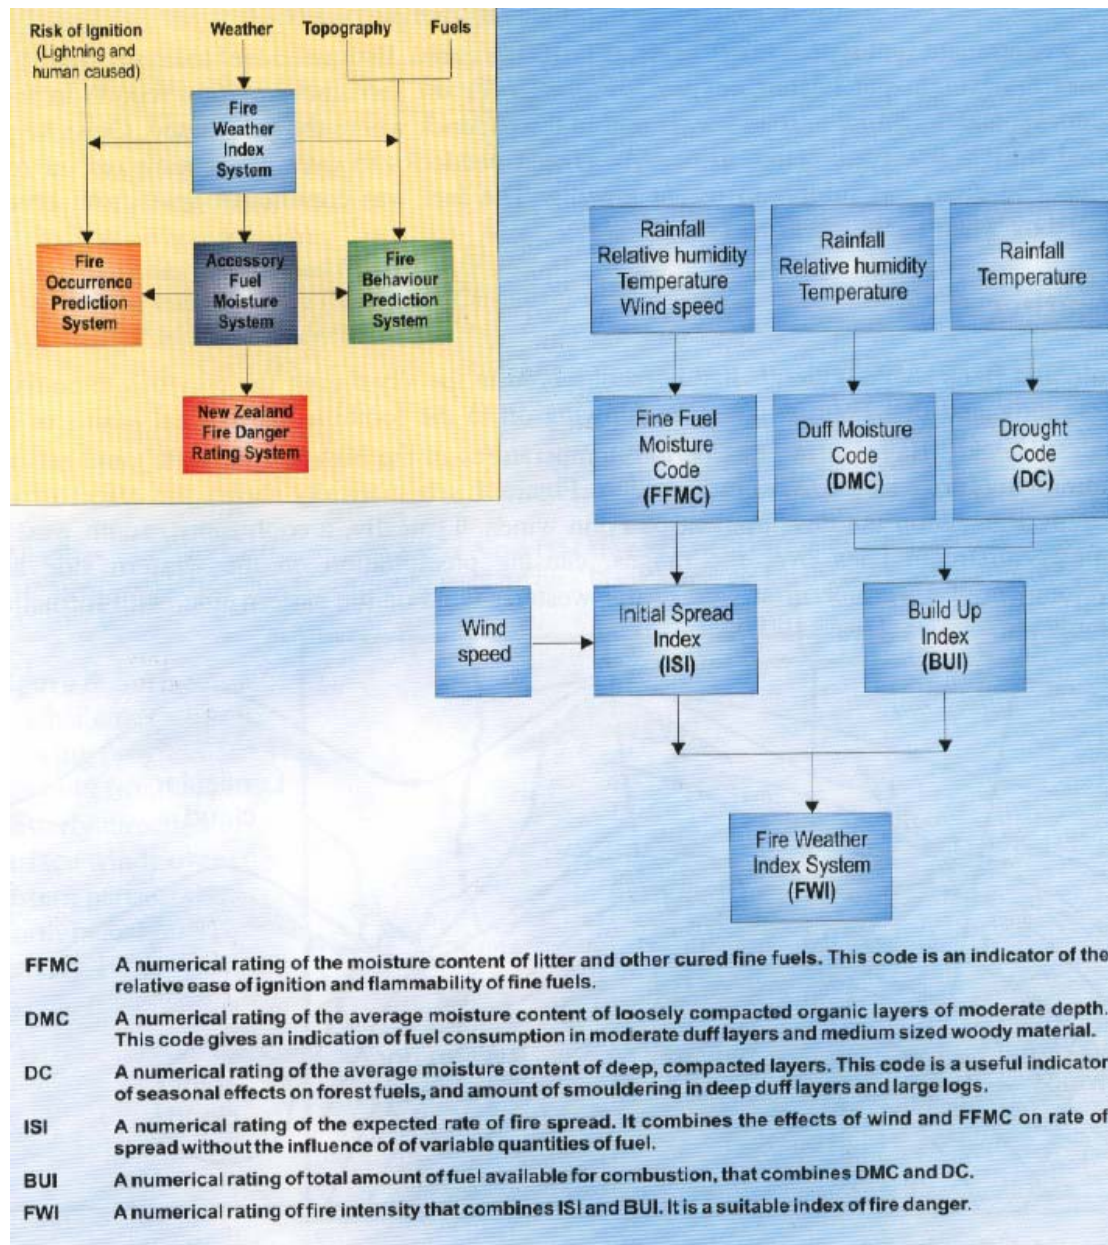 Risk of Ignition
(Lightning and
human caused)
Weather
Topography
Fuels
Fire
Weather
Index
System
Fire
Occurrence
Prediction
System
Accessory
Fuel
Moisture
System
Fire
Behaviour
Prediction
System
New Zealand
Fire Danger
Rating System
Rainfall
Relative humidity
Temperature
Wind speed
Rainfall
Relative humidity
Temperature
Rainfall
Temperature
Fine Fuel
Moisture
Code
(FFMC)
Duff Moisture
Code
(DMC)
Drought
Code
(DC)
Wind
speed
Initial Spread
Index
(ISI)
Build Up
Index
(BUI)
Fire Weather
Index System
(FWI)
FFMC A numerical rating of the moisture content of litter and other cured fine fuels. This code is an indicator of the
relative ease of ignition and flammability of fine fuels.
DMC A numerical rating of the average moisture content of loosely compacted organic layers of moderate depth.
This code gives an indication of fuel consumption in moderate duff layers and medium sized woody material.
DC A numerical rating of the average moisture content of deep, compacted layers. This code is a useful indicator
of seasonal effects on forest fuels, and amount of smouldering in deep duff layers and large logs.
ISI A numerical rating of the expected rate of fire spread. It combines the effects of wind and FFMC on rate of
spread without the influence of of variable quantities of fuel.
BUI A numerical rating of total amount of fuel available for combustion, that combines DMC and DC.
FWI A numerical rating of fire intensity that combines ISI and BUI. It is a suitable index of fire danger.